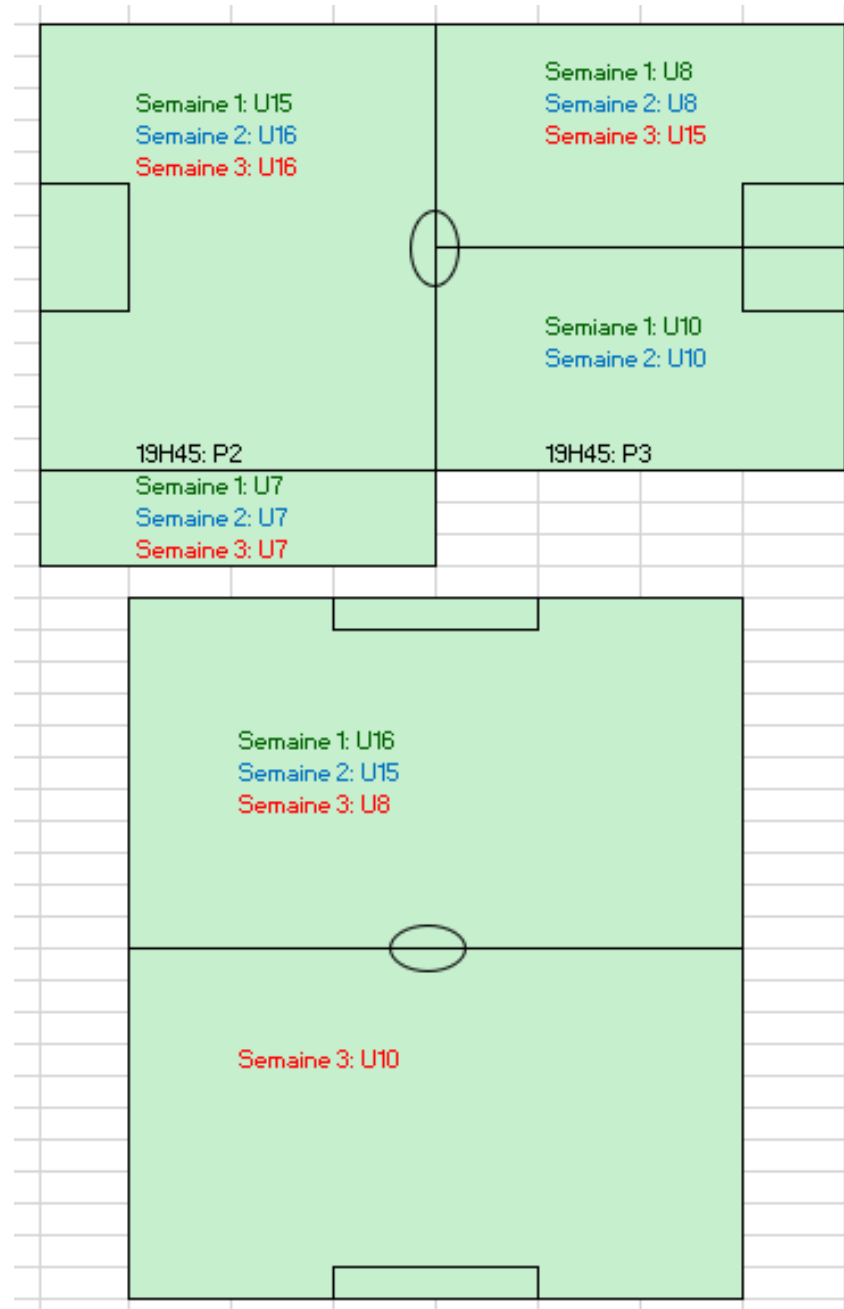 Semaine 1: U15
Semaine 2: U16
Semaine 3: U16
Semaine 1: U8
Semaine 2: U8
Semaine 3: U15
Semiane 1: U10
Semaine 2: U10
19H45: P2
19H45: P3
Semaine 1: U7
Semaine 2: U7
Semaine 3: U7
Semaine 1: U16
Semaine 2: U15
Semaine 3: U8
Semaine 3: U10